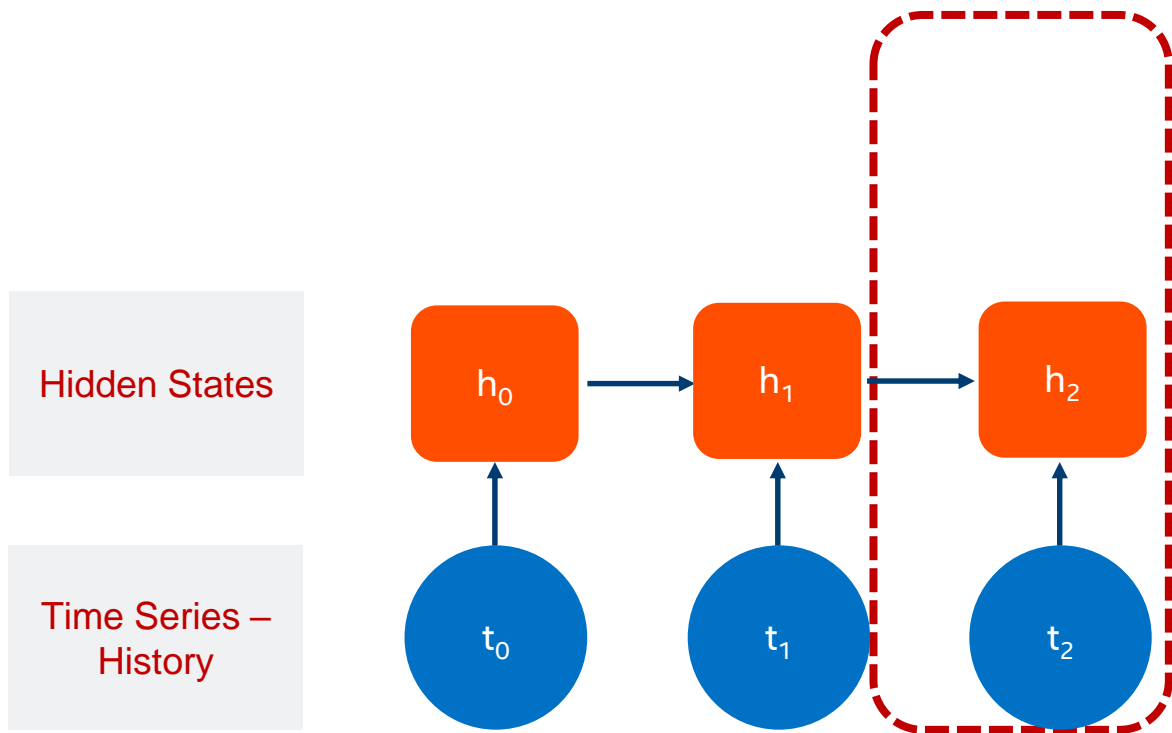 Hidden States
h₀
h₁
h₂
Time Series –
History
t₀
t₁
t₂